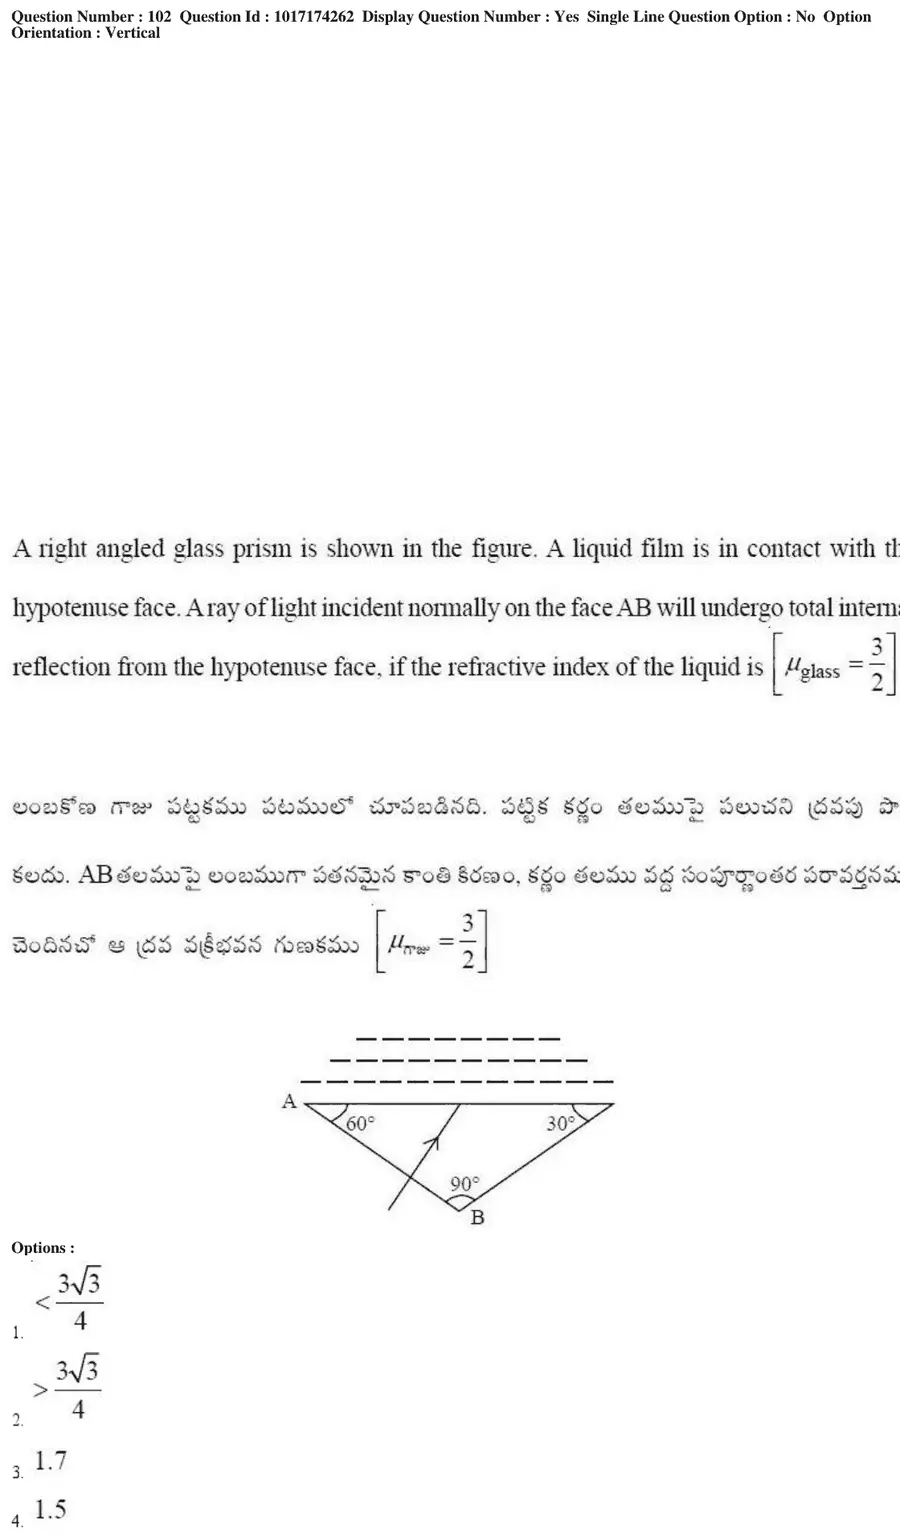 Question Number : 102 Question Id : 1017174262 Display Question Number : Yes Single Line Question Option : No Option
Orientation : Vertical
A right angled glass prism is shown in the figure. A liquid film is in contact with th
hypotenuse face. A ray of light incident normally on the face AB will undergo total interna
reflection from the hypotenuse face, if the refractive index of the liquid is [μglass = 3/2]
లంబకోణ గాజు పట్టకము పటములో చూపబడినది. పట్టిక కర్ణం తలముపై పలుచని ద్రవపు పొ
కలదు. AB తలముపై లంబముగా పతనమైన కాంతి కిరణం, కర్ణం తలము వద్ద సంపూర్ణాంతర పరావర్తనమ
చెందినచో ఆ ద్రవ వక్రీభవన గుణకము [μగాజు = 3/2]
A
60°
30°
90°
B
Options :
1. < 3√3/4
2. > 3√3/4
3. 1.7
4. 1.5